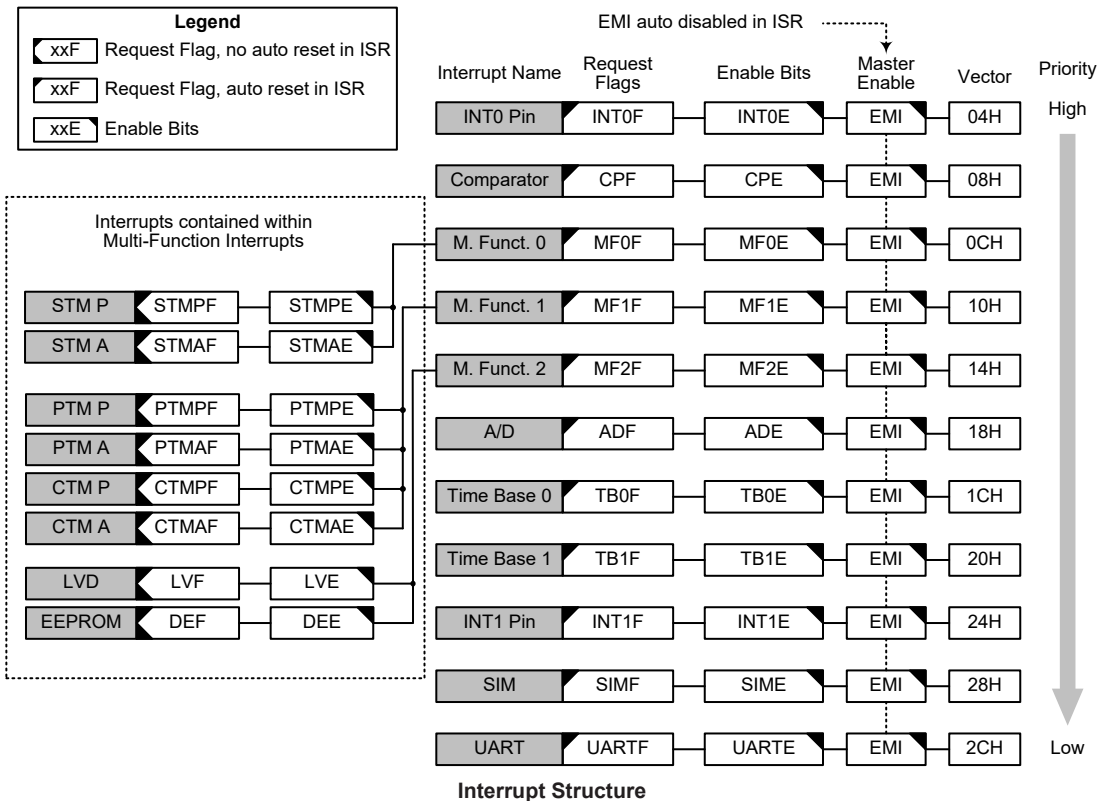 Legend
xxF Request Flag, no auto reset in ISR
xxF Request Flag, auto reset in ISR
xxE Enable Bits
EMI auto disabled in ISR
Interrupt Name Request Flags Enable Bits Master Enable Vector Priority
INT0 Pin INT0F INT0E EMI 04H High
Comparator CPF CPE EMI 08H
M. Funct. 0 MF0F MF0E EMI 0CH
M. Funct. 1 MF1F MF1E EMI 10H
M. Funct. 2 MF2F MF2E EMI 14H
A/D ADF ADE EMI 18H
Time Base 0 TB0F TB0E EMI 1CH
Time Base 1 TB1F TB1E EMI 20H
INT1 Pin INT1F INT1E EMI 24H
SIM SIMF SIME EMI 28H
UART UARTF UARTE EMI 2CH Low
Interrupts contained within
Multi-Function Interrupts
STM P STMPF STMPE
STM A STMAF STMAE
PTM P PTMPF PTMPE
PTM A PTMAF PTMAE
CTM P CTMPF CTMPE
CTM A CTMAF CTMAE
LVD LVF LVE
EEPROM DEF DEE
Interrupt Structure